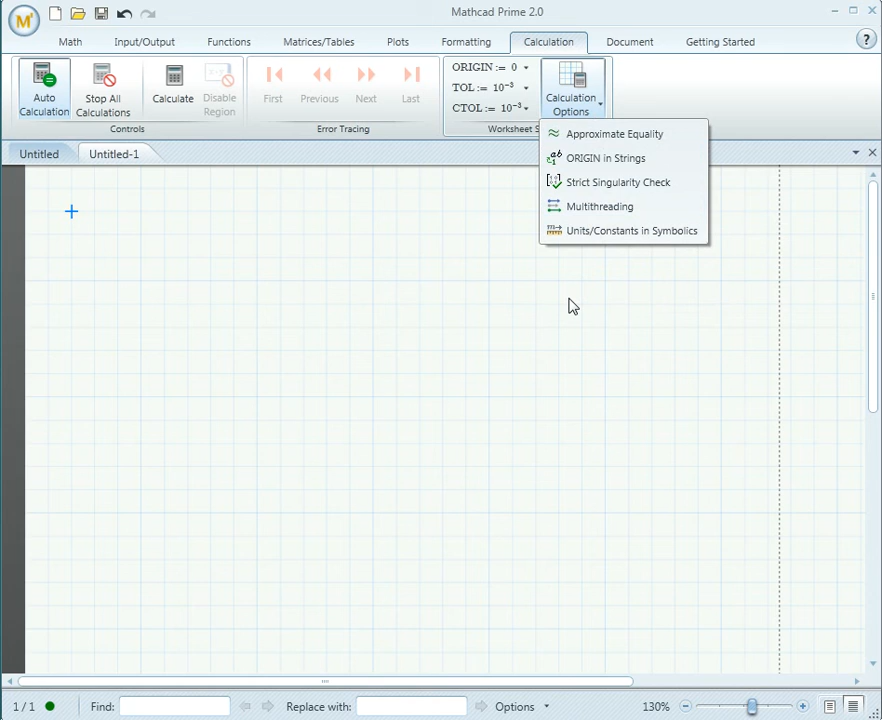 Mathcad Prime 2.0
Math Input/Output Functions Matrices/Tables Plots Formatting Calculation Document Getting Started
Auto Calculation
Stop All Calculations
Calculate
Disable Region
Controls
First Previous Next Last
Error Tracing
ORIGIN := 0
TOL := 10⁻³
CTOL := 10⁻³
Calculation Options
Worksheet S
Approximate Equality
ORIGIN in Strings
Strict Singularity Check
Multithreading
Units/Constants in Symbolics
Untitled Untitled-1
1 / 1 Find: Replace with: Options 130%